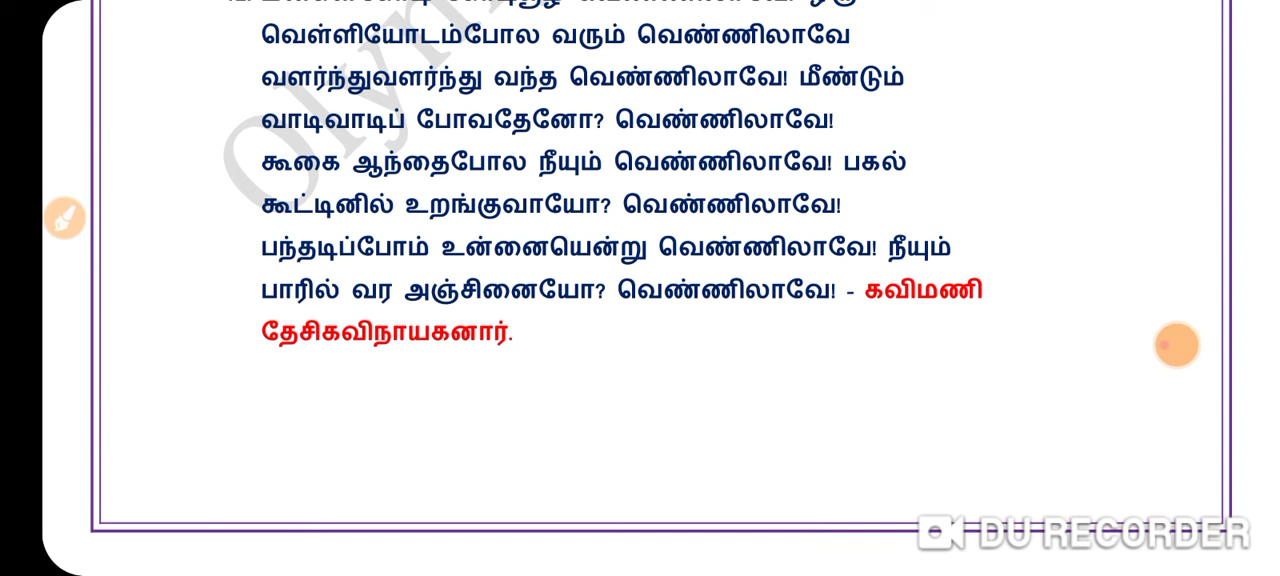 வெள்ளியோடம்போல வரும் வெண்ணிலாவே
வளர்ந்துவளர்ந்து வந்த வெண்ணிலாவே! மீண்டும்
வாடிவாடிப் போவதேனோ? வெண்ணிலாவே!
கூகை ஆந்தைபோல நீயும் வெண்ணிலாவே! பகல்
கூட்டினில் உறங்குவாயோ? வெண்ணிலாவே!
பந்தடிப்போம் உன்னையென்று வெண்ணிலாவே! நீயும்
பாரில் வர அஞ்சினையோ? வெண்ணிலாவே! - கவிமணி
தேசிகவிநாயகனார்.
DU RECORDER